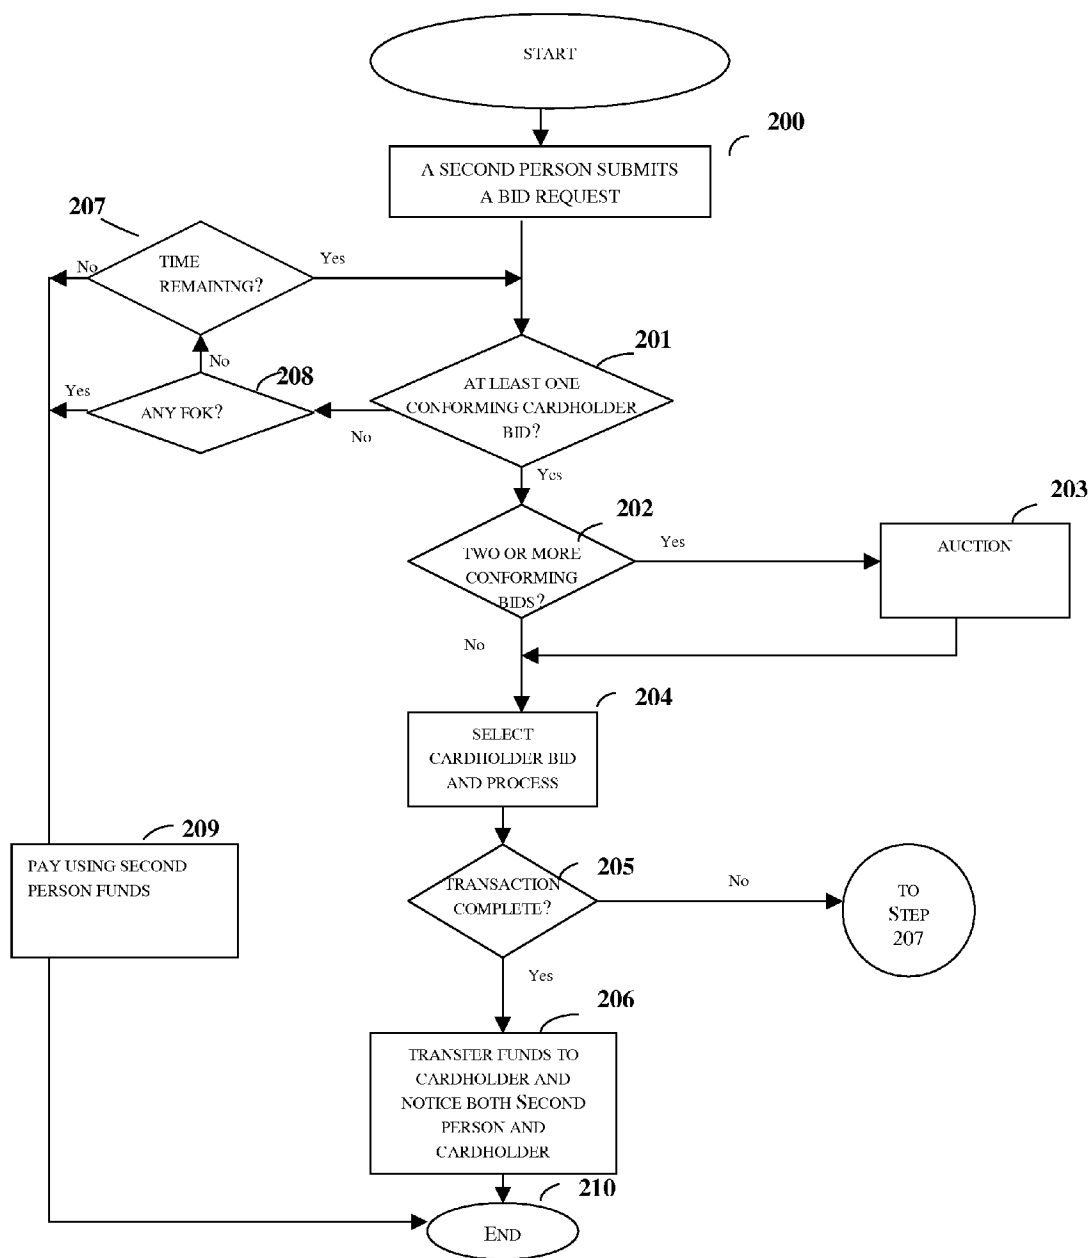 START
200
A SECOND PERSON SUBMITS
A BID REQUEST
207
No
TIME
REMAINING?
Yes
201
No
208
Yes
ANY FOK?
AT LEAST ONE
CONFORMING CARDHOLDER
BID?
No
Yes
202
203
TWO OR MORE
CONFORMING
BIDS?
Yes
AUCTION
No
204
SELECT
CARDHOLDER BID
AND PROCESS
209
PAY USING SECOND
PERSON FUNDS
205
TRANSACTION
COMPLETE?
No
TO
STEP
207
Yes
206
TRANSFER FUNDS TO
CARDHOLDER AND
NOTICE BOTH SECOND
PERSON AND
CARDHOLDER
210
END